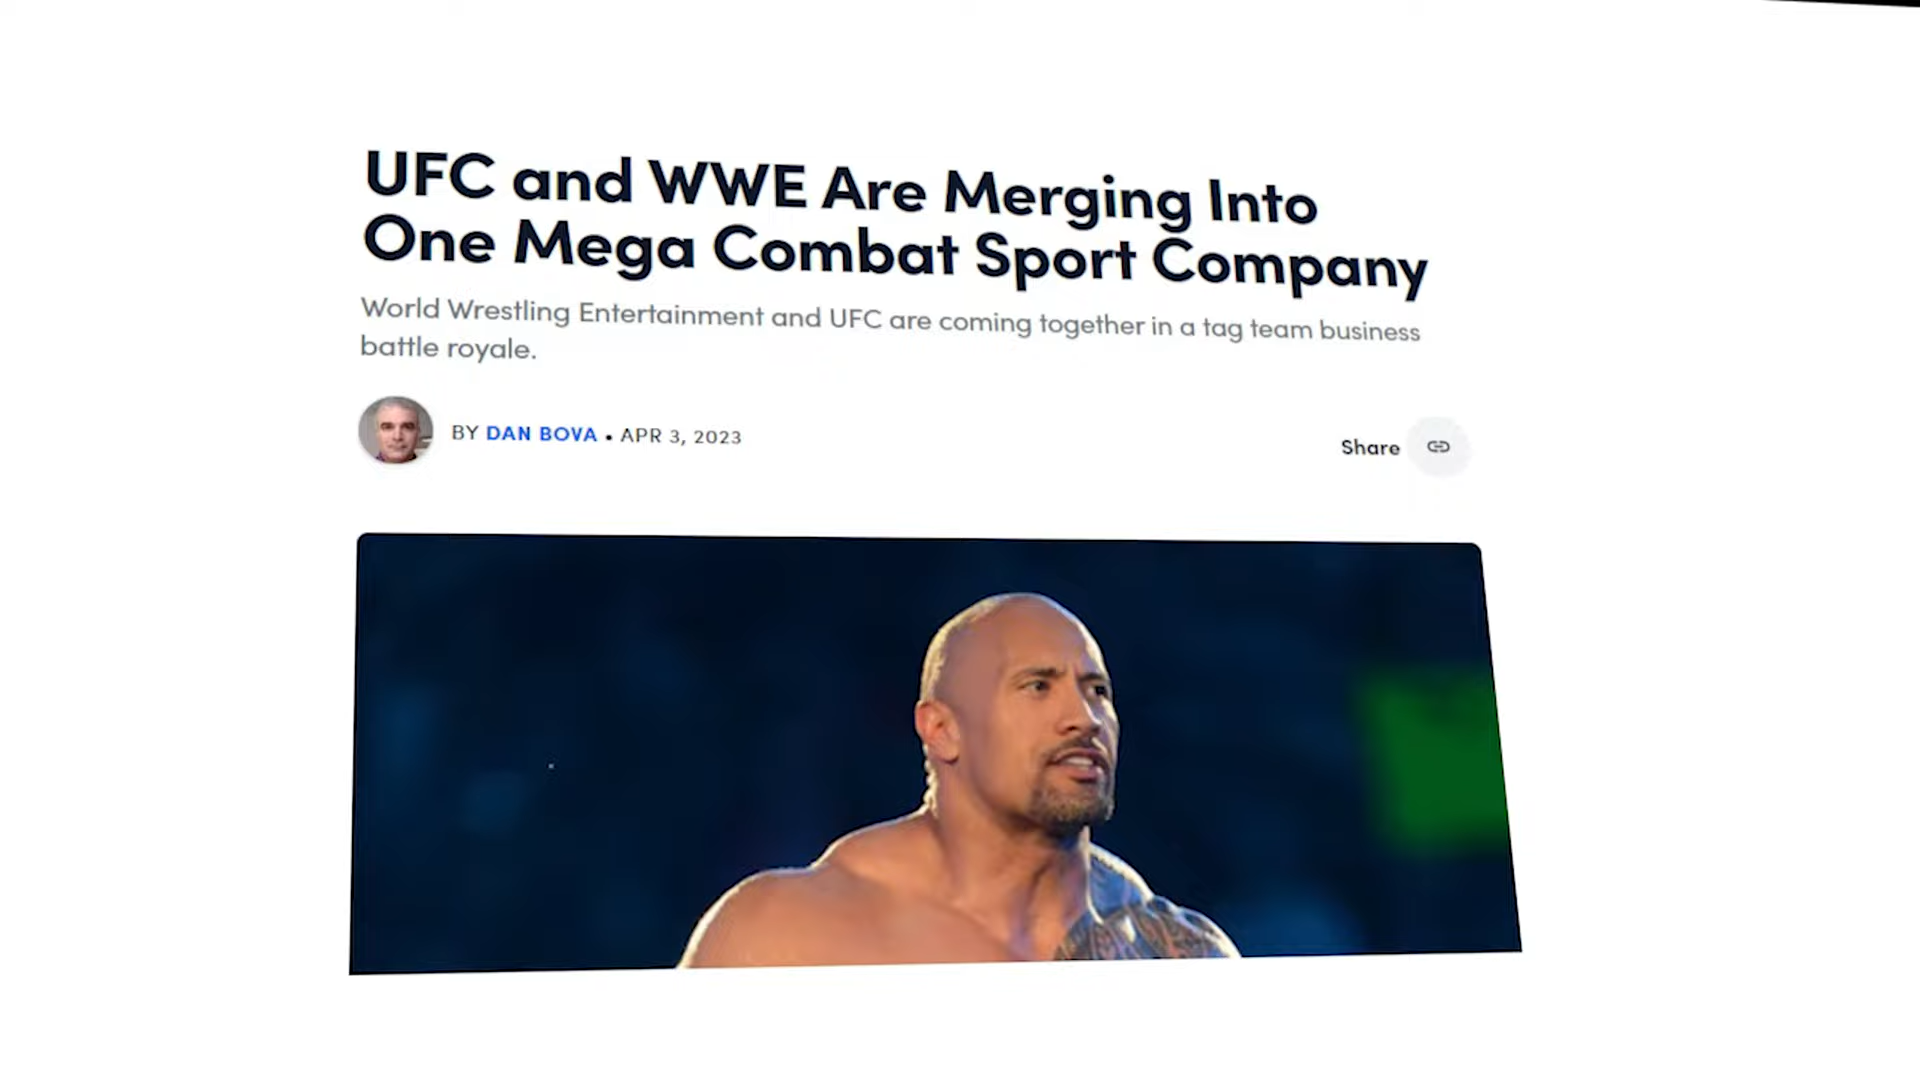 UFC and WWE Are Merging Into
One Mega Combat Sport Company
World Wrestling Entertainment and UFC are coming together in a tag team business
battle royale.
BY DAN BOVA • APR 3, 2023
Share